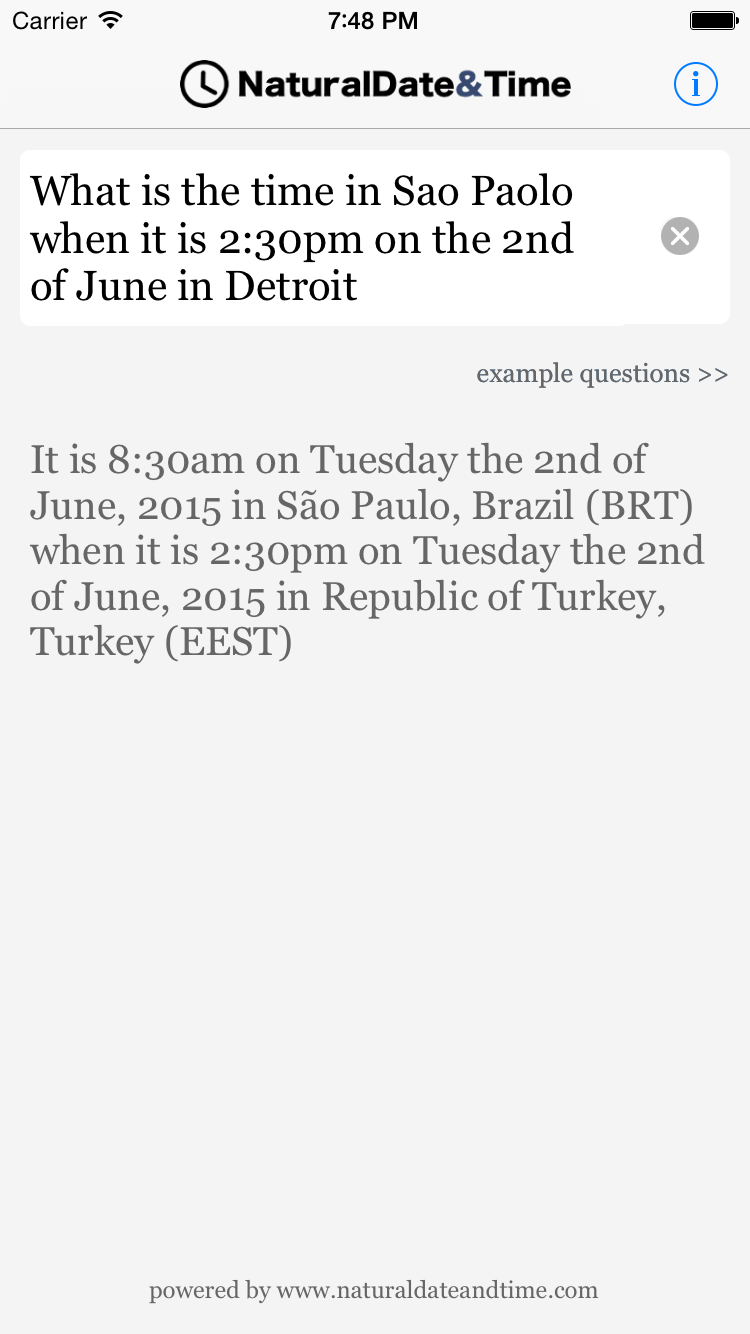 Carrier 7:48 PM
NaturalDate&Time
What is the time in Sao Paolo
when it is 2:30pm on the 2nd
of June in Detroit
example questions >>
It is 8:30am on Tuesday the 2nd of
June, 2015 in São Paulo, Brazil (BRT)
when it is 2:30pm on Tuesday the 2nd
of June, 2015 in Republic of Turkey,
Turkey (EEST)
powered by www.naturaldateandtime.com